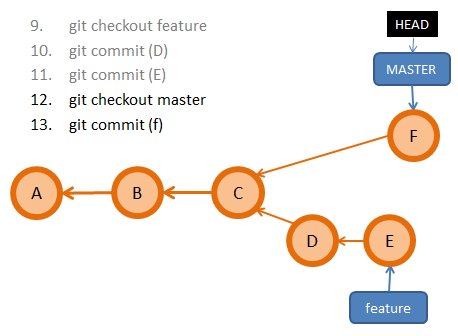 9. git checkout feature
10. git commit (D)
11. git commit (E)
12. git checkout master
13. git commit (f)
HEAD
MASTER
F
A
B
C
D
E
feature